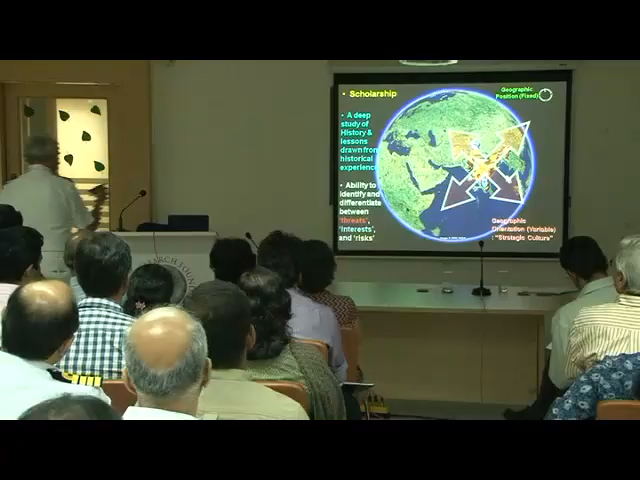 • Scholarship
Geographic
Position (Fixed)
• A deep
study of
History &
lessons
drawn from
historical
experience
• Ability to
identify and
differentiate
between
'threats',
'interests',
and 'risks'
Geographic
Orientation (Variable)
: "Strategic Culture"